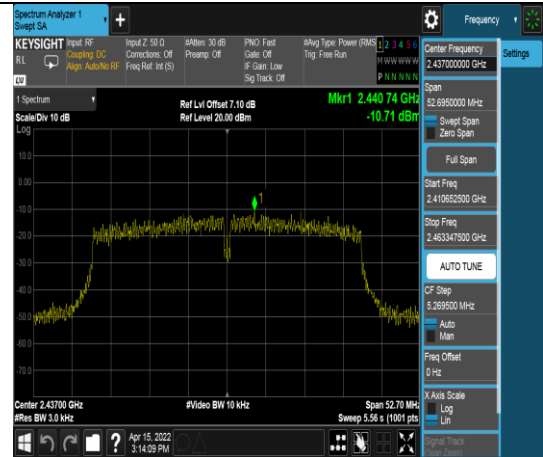 Spectrum Analyzer 1
Swept SA
+
Frequency
KEYSIGHT
RL
LXI
Input: RF
Coupling: DC
Align: Auto/No RF
Input Z: 50 Ω
Corrections: Off
Freq Ref: Int (S)
#Atten: 30 dB
Preamp: Off
PNO: Fast
Gate: Off
IF Gain: Low
Sig Track: Off
#Avg Type: Power (RMS
Trig: Free Run
1 2 3 4 5 6
M W W W W W
P N N N N N
1 Spectrum
Scale/Div 10 dB
Ref Lvl Offset 7.10 dB
Ref Level 20.00 dBm
Mkr1 2.440 74 GHz
-10.71 dBm
Log
10.0
0.00
-10.0
-20.0
-30.0
-40.0
-50.0
-60.0
-70.0
1
Center 2.43700 GHz
#Res BW 3.0 kHz
#Video BW 10 kHz
Span 52.70 MHz
Sweep 5.56 s (1001 pts)
Apr 15, 2022
3:14:09 PM
?
Center Frequency
2.437000000 GHz
Settings
Span
52.6950000 MHz
Swept Span
Zero Span
Full Span
Start Freq
2.410652500 GHz
Stop Freq
2.463347500 GHz
AUTO TUNE
CF Step
5.269500 MHz
Auto
Man
Freq Offset
0 Hz
X Axis Scale
Log
Lin
Signal Track
(Span Zoom)